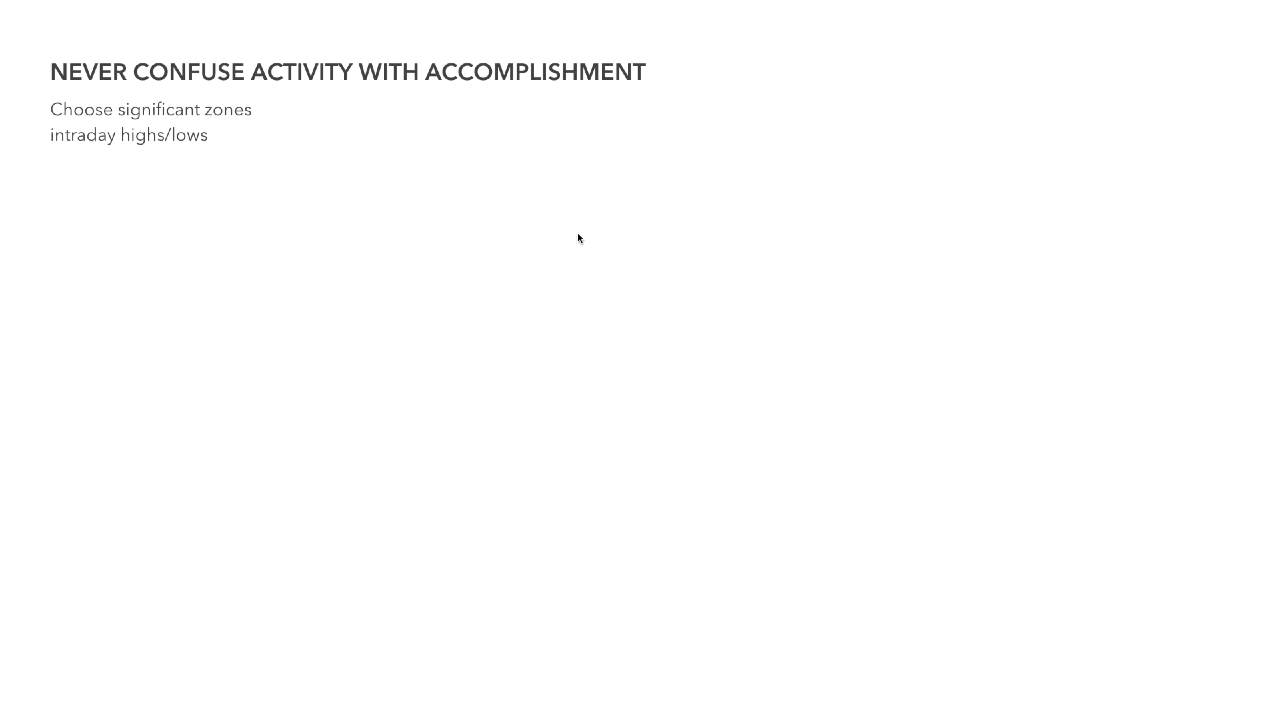 NEVER CONFUSE ACTIVITY WITH ACCOMPLISHMENT
Choose significant zones
intraday highs/lows